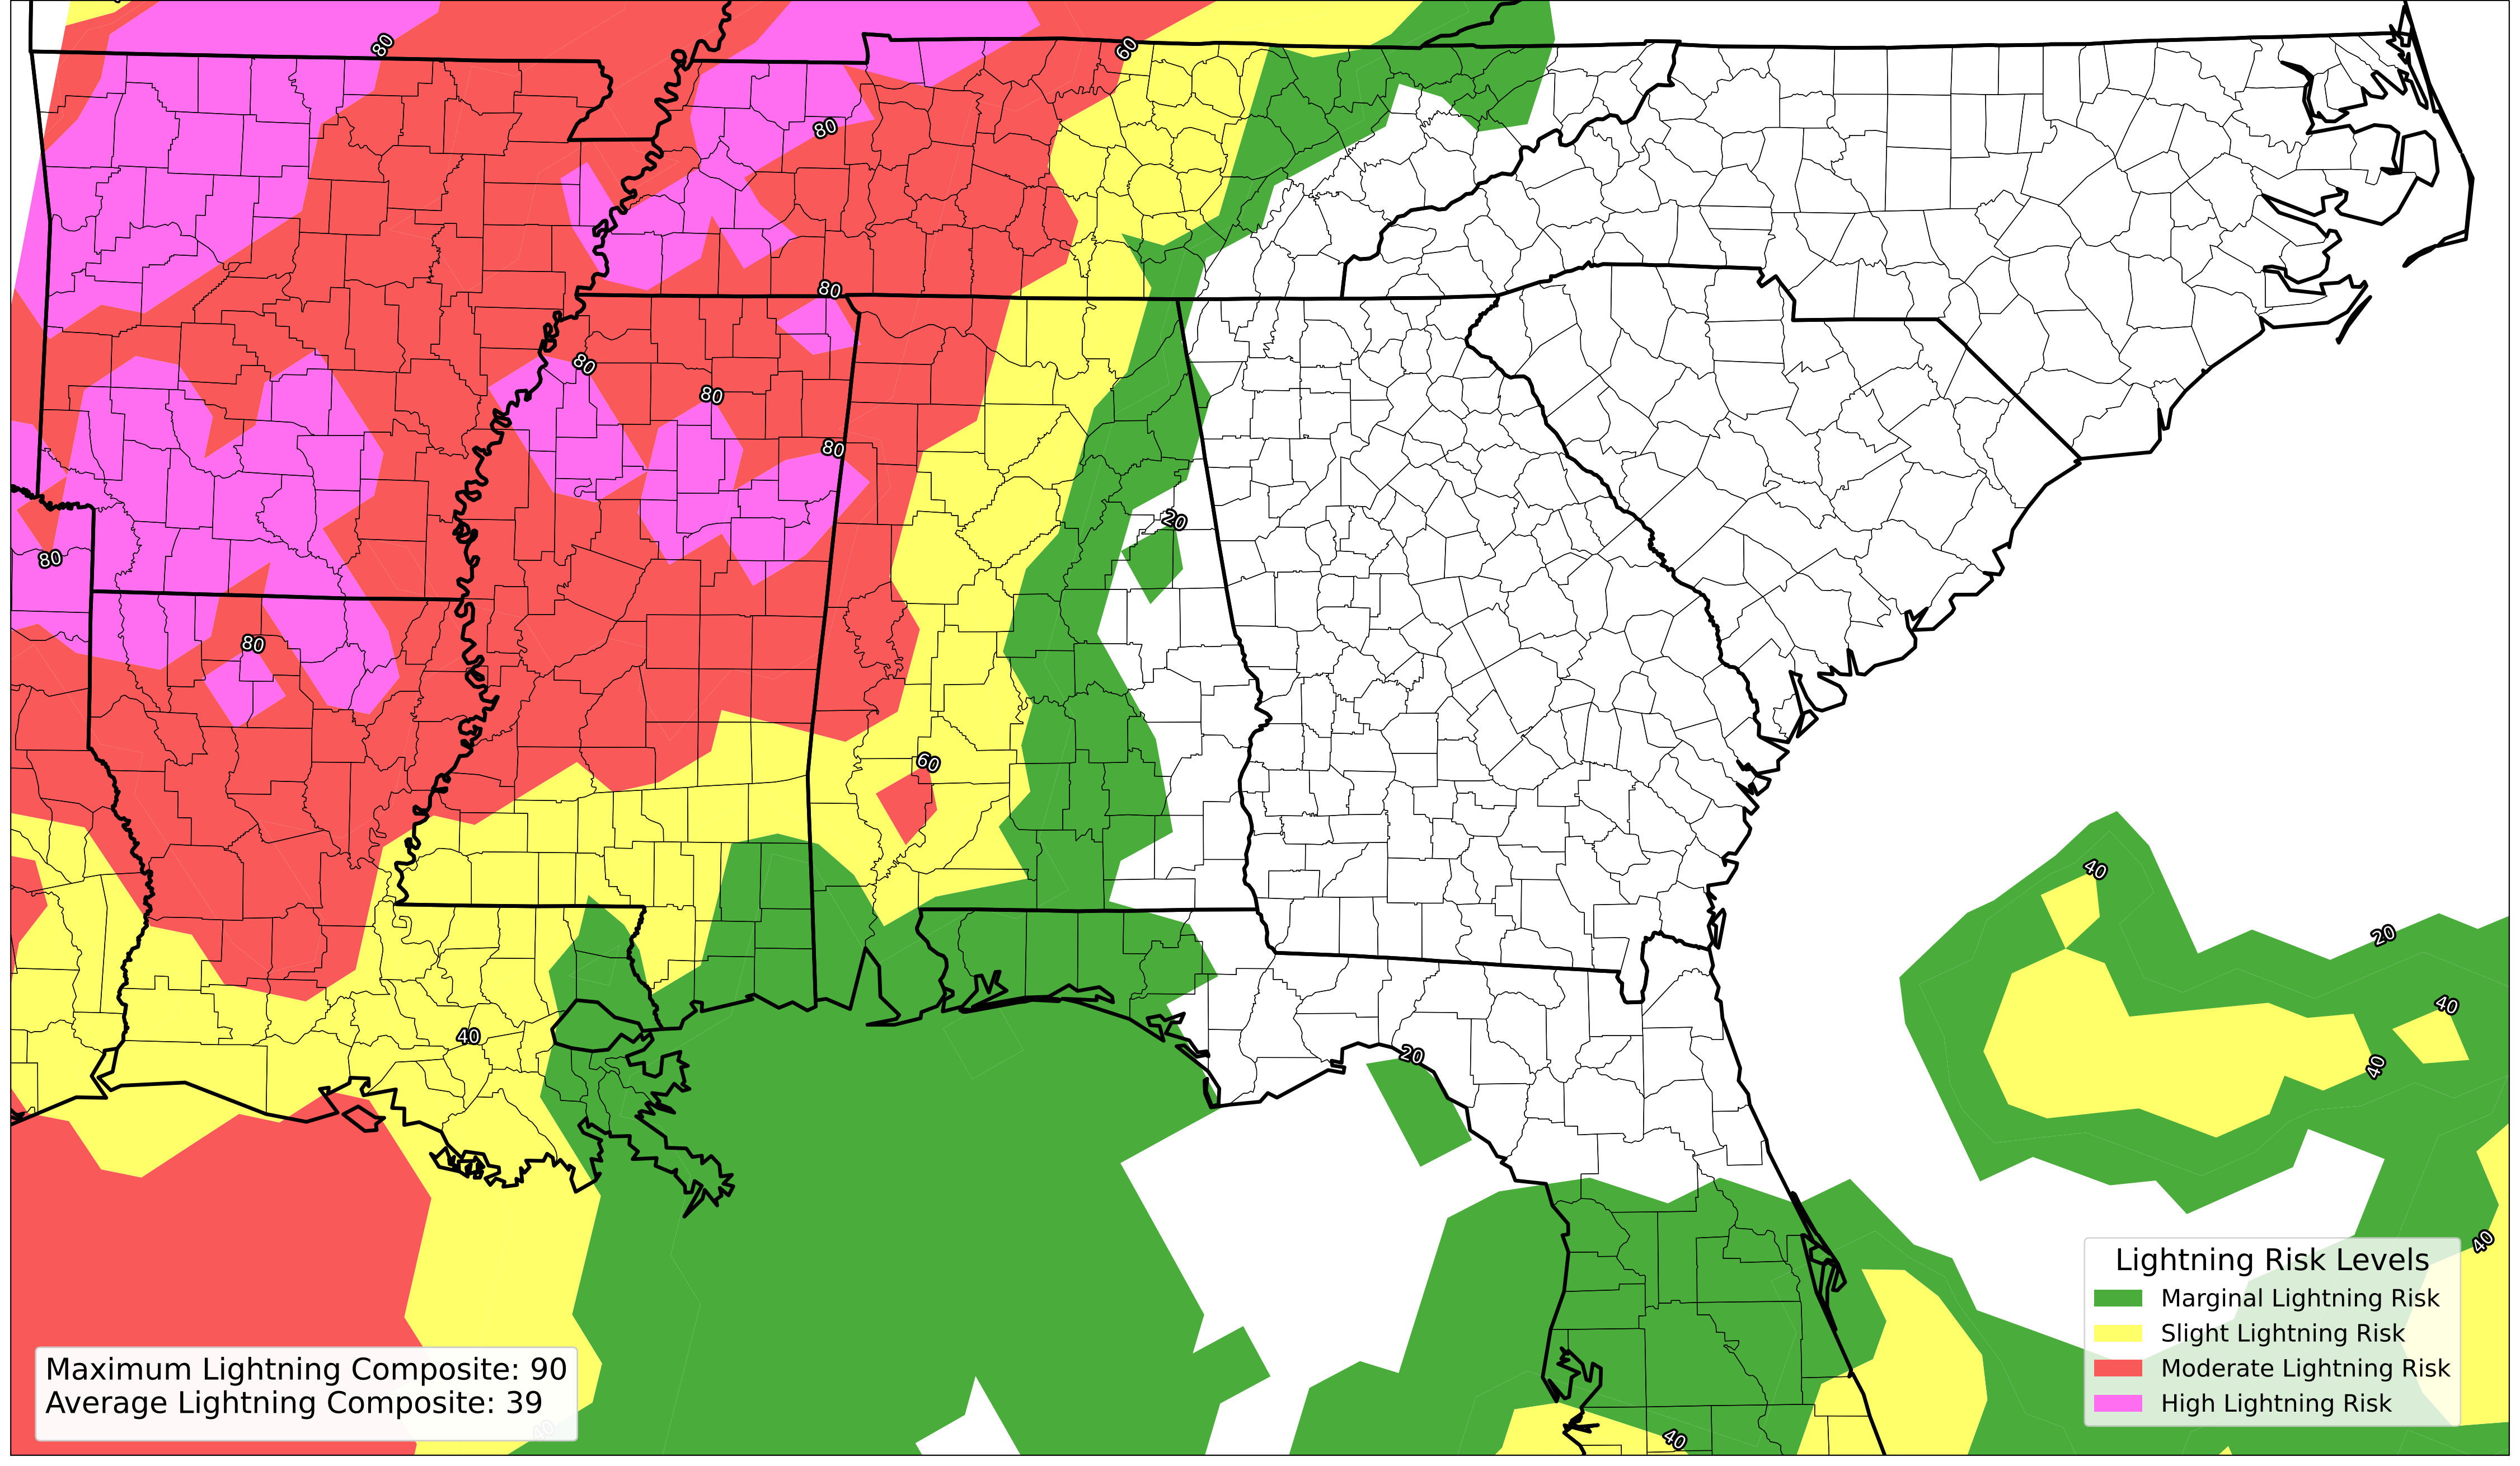 80
60
80
80
80
80
80
20
80
80
60
40
20
40
40
20
40
40
40
40
Lightning Risk Levels
Marginal Lightning Risk
Slight Lightning Risk
Moderate Lightning Risk
High Lightning Risk
Maximum Lightning Composite: 90
Average Lightning Composite: 39